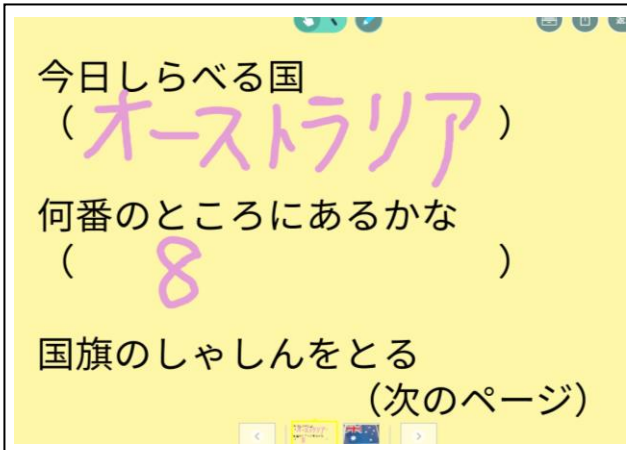 今日しらべる国
（オーストラリア）
何番のところにあるかな
（8）
国旗のしゃしんをとる
（次のページ）